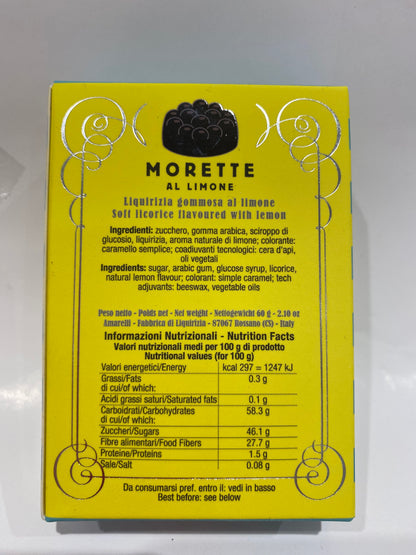 MORETTE
AL LIMONE
Liquirizia gommosa al limone
Soft licorice flavoured with lemon
Ingredienti: zucchero, gomma arabica, sciroppo di
glucosio, liquirizia, aroma naturale di limone; colorante:
caramello semplice; coadiuvanti tecnologici: cera d'api,
oli vegetali
Ingredients: sugar, arabic gum, glucose syrup, licorice,
natural lemon flavour; colorant: simple caramel; tech
adjuvants: beeswax, vegetable oils
Peso netto - Poids net - Net weight - Nettogewicht 60 g - 2.10 oz
Amarelli - Fabbrica di Liquirizia - 87067 Rossano (CS) - Italy
Informazioni Nutrizionali - Nutrition Facts
Valori nutrizionali medi per 100 g di prodotto
Nutritional values (for 100 g)
Valori energetici/Energy kcal 297 = 1247 kJ
Grassi/Fats 0.3 g
di cui/of which:
Acidi grassi saturi/Saturated fats 0.1 g
Carboidrati/Carbohydrates 58.3 g
di cui/of which:
Zuccheri/Sugars 46.1 g
Fibre alimentari/Food Fibers 27.7 g
Proteine/Proteins 1.5 g
Sale/Salt 0.08 g
Da consumarsi pref. entro il: vedi in basso
Best before: see below